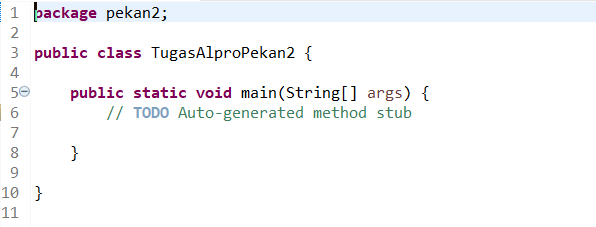 1 package pekan2;
2
3 public class TugasAlproPekan2 {
4
5 public static void main(String[] args) {
6 // TODO Auto-generated method stub
7
8 }
9
10 }
11